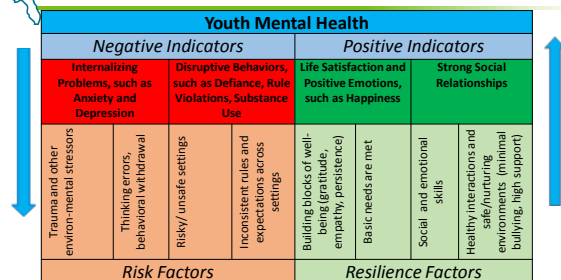 Youth Mental Health
Negative Indicators
Positive Indicators
Internalizing
Problems, such as
Anxiety and
Depression
Disruptive Behaviors,
such as Defiance, Rule
Violations, Substance
Use
Life Satisfaction and
Positive Emotions,
such as Happiness
Strong Social
Relationships
Trauma and other
environ-mental stressors
Thinking errors,
behavioral withdrawal
Risky/ unsafe settings
Inconsistent rules and
expectations across
settings
Building blocks of well-
being (gratitude,
empathy, persistence)
Basic needs are met
Social and emotional
skills
Healthy interactions and
safe/nurturing
environments (minimal
bullying, high support)
Risk Factors
Resilience Factors